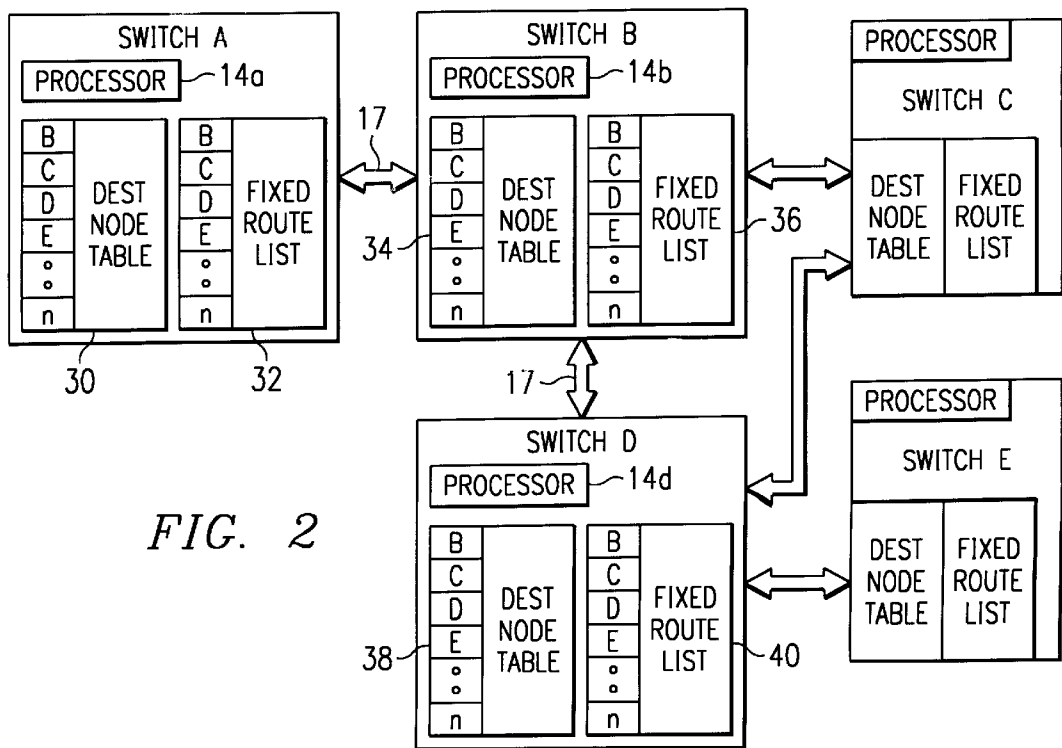 SWITCH A
PROCESSOR
14a
B
C
D
E
n
DEST
NODE
TABLE
B
C
D
E
n
FIXED
ROUTE
LIST
30
32
17
SWITCH B
PROCESSOR
14b
34
B
C
D
E
n
DEST
NODE
TABLE
B
C
D
E
n
FIXED
ROUTE
LIST
36
PROCESSOR
SWITCH C
DEST
NODE
TABLE
FIXED
ROUTE
LIST
17
SWITCH D
PROCESSOR
14d
38
B
C
D
E
n
DEST
NODE
TABLE
B
C
D
E
n
FIXED
ROUTE
LIST
40
PROCESSOR
SWITCH E
DEST
NODE
TABLE
FIXED
ROUTE
LIST
FIG. 2